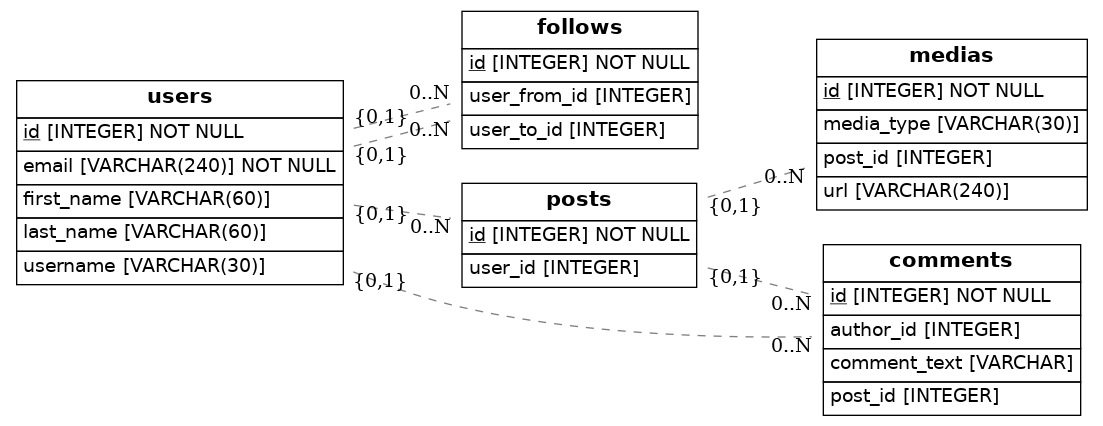 users
id [INTEGER] NOT NULL
email [VARCHAR(240)] NOT NULL
first_name [VARCHAR(60)]
last_name [VARCHAR(60)]
username [VARCHAR(30)]
follows
id [INTEGER] NOT NULL
user_from_id [INTEGER]
user_to_id [INTEGER]
0..N
{0,1}
0..N
{0,1}
posts
id [INTEGER] NOT NULL
user_id [INTEGER]
{0,1}
0..N
{0,1}
0..N
medias
id [INTEGER] NOT NULL
media_type [VARCHAR(30)]
post_id [INTEGER]
url [VARCHAR(240)]
0..N
{0,1}
comments
id [INTEGER] NOT NULL
author_id [INTEGER]
comment_text [VARCHAR]
post_id [INTEGER]
{0,1}
0..N